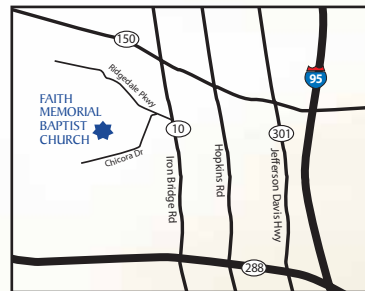 150
95
Ridgedale Pkwy
FAITH
MEMORIAL
BAPTIST
CHURCH
10
301
Chicora Dr
Iron Bridge Rd
Hopkins Rd
Jefferson Davis Hwy
288